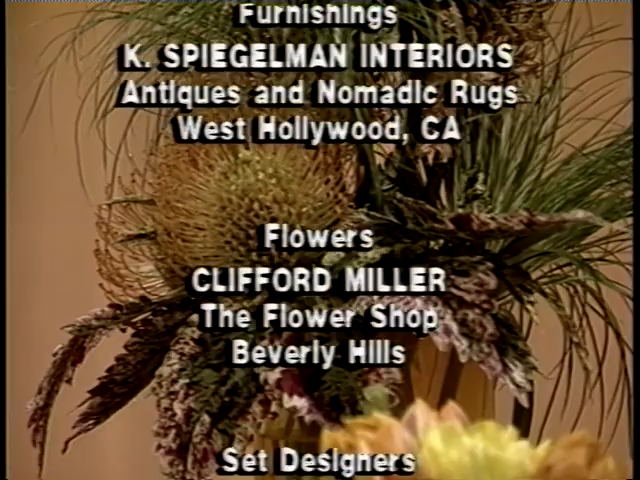 Furnishings
K. SPIEGELMAN INTERIORS
Antiques and Nomadic Rugs
West Hollywood, CA
Flowers
CLIFFORD MILLER
The Flower Shop
Beverly Hills
Set Designers